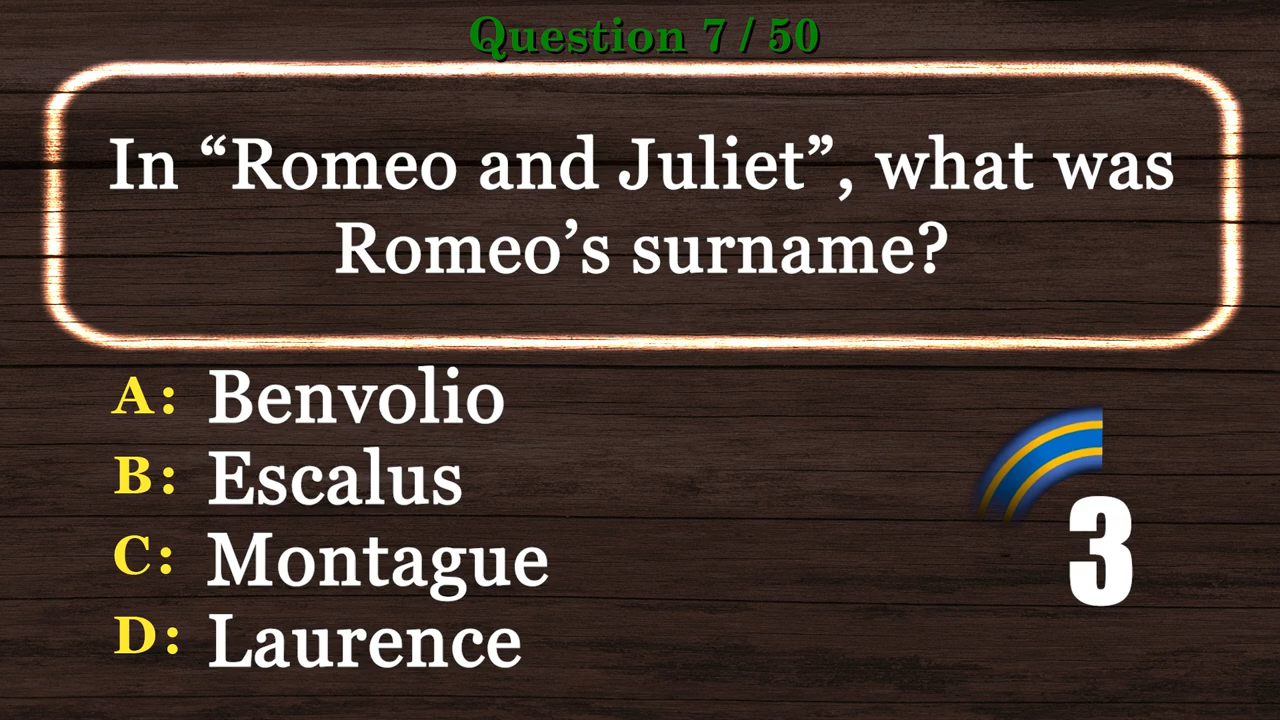 Question 7 / 50
In “Romeo and Juliet”, what was
Romeo’s surname?
A: Benvolio
B: Escalus
C: Montague
3
D: Laurence